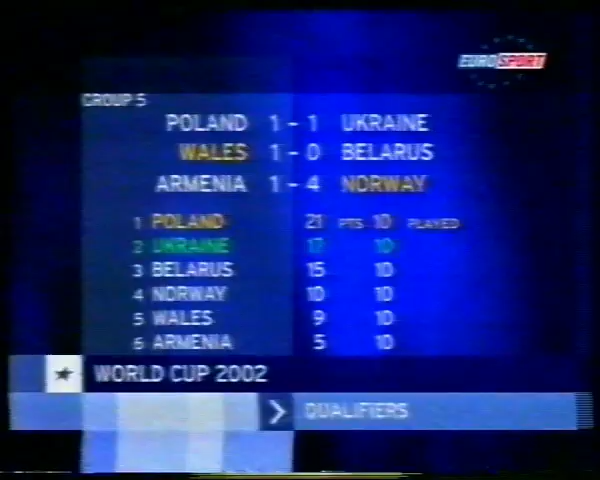 EUROSPORT
GROUP 5
POLAND 1 - 1 UKRAINE
WALES 1 - 0 BELARUS
ARMENIA 1 - 4 NORWAY
1 POLAND 21 PTS 10 PLAYED
2 UKRAINE 17 10
3 BELARUS 15 10
4 NORWAY 10 10
5 WALES 9 10
6 ARMENIA 5 10
WORLD CUP 2002
QUALIFIERS